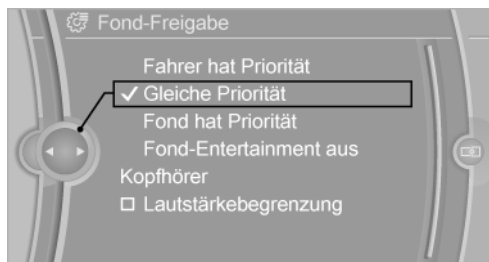 Fond-Freigabe
Fahrer hat Priorität
Gleiche Priorität
Fond hat Priorität
Fond-Entertainment aus
Kopfhörer
Lautstärkebegrenzung